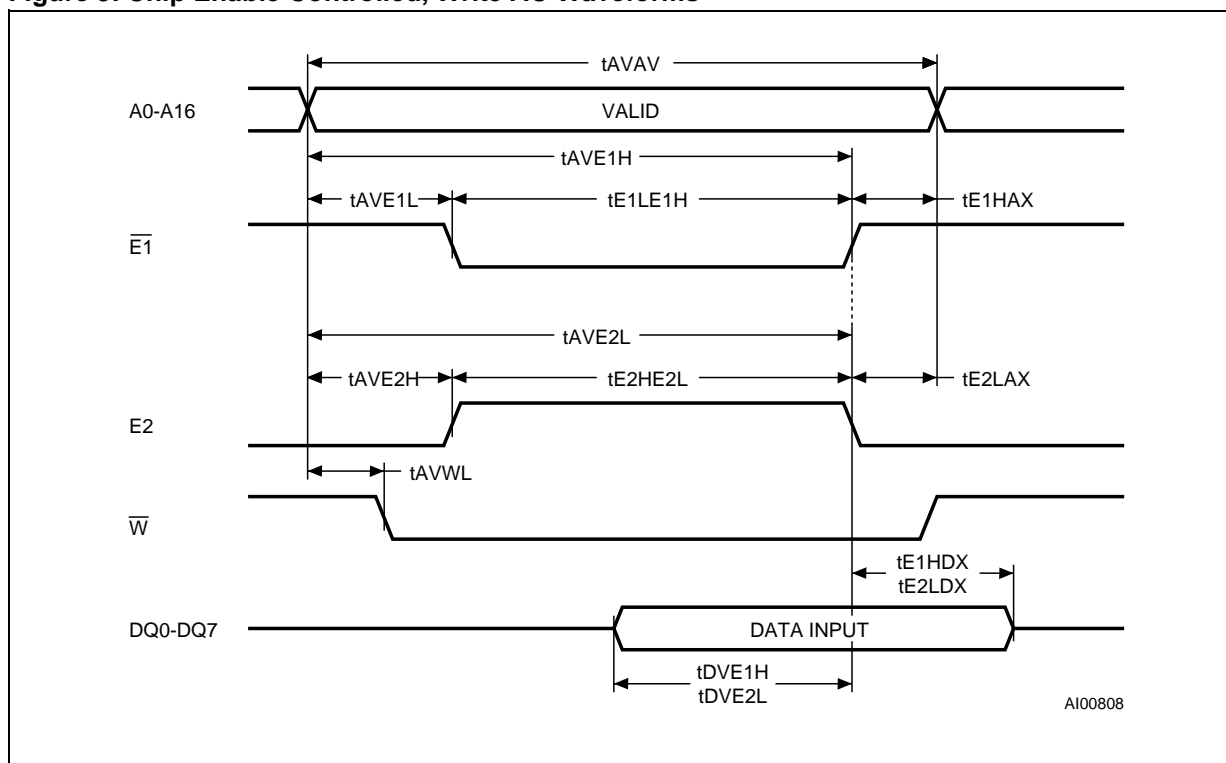 Figure Chip Enable Controlled, Write AC Waveforms
tAVAV
A0-A16
VALID
tAVE1H
tAVE1L
tE1LE1H
tE1HAX
E1
tAVE2L
tAVE2H
tE2HE2L
tE2LAX
E2
tAVWL
W
tE1HDX
tE2LDX
DQ0-DQ7
DATA INPUT
tDVE1H
tDVE2L
AI00808